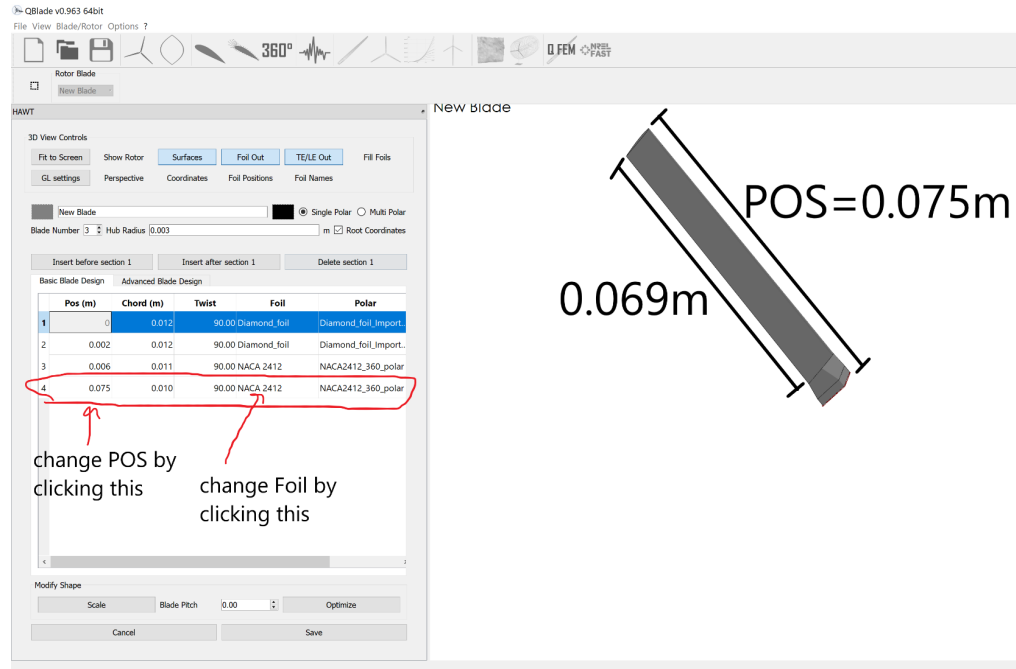 QBlade v0.963 64bit
File View Blade/Rotor Options ?
360° Q FEM NREL FAST
Rotor Blade
New Blade
HAWT
New Blade
3D View Controls
Fit to Screen Show Rotor Surfaces Foil Out TE/LE Out Fill Foils
GL settings Perspective Coordinates Foil Positions Foil Names
New Blade Single Polar Multi Polar
Blade Number 3 Hub Radius 0.003 m Root Coordinates
Insert before section 1 Insert after section 1 Delete section 1
Basic Blade Design Advanced Blade Design
Pos (m) Chord (m) Twist Foil Polar
1 0 0.012 90.00 Diamond_foil Diamond_foil_Import..
2 0.002 0.012 90.00 Diamond_foil Diamond_foil_Import..
3 0.006 0.011 90.00 NACA 2412 NACA2412_360_polar
4 0.075 0.010 90.00 NACA 2412 NACA2412_360_polar
change POS by
clicking this
change Foil by
clicking this
Modify Shape
Scale Blade Pitch 0.00 Optimize
Cancel Save
POS=0.075m
0.069m